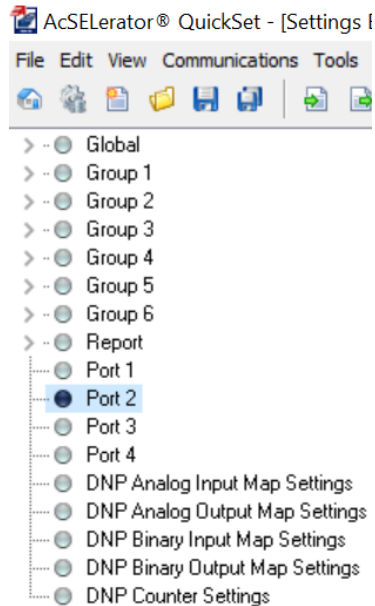 AcSELerator® QuickSet - [Settings
File Edit View Communications Tools
Global
Group 1
Group 2
Group 3
Group 4
Group 5
Group 6
Report
Port 1
Port 2
Port 3
Port 4
DNP Analog Input Map Settings
DNP Analog Output Map Settings
DNP Binary Input Map Settings
DNP Binary Output Map Settings
DNP Counter Settings